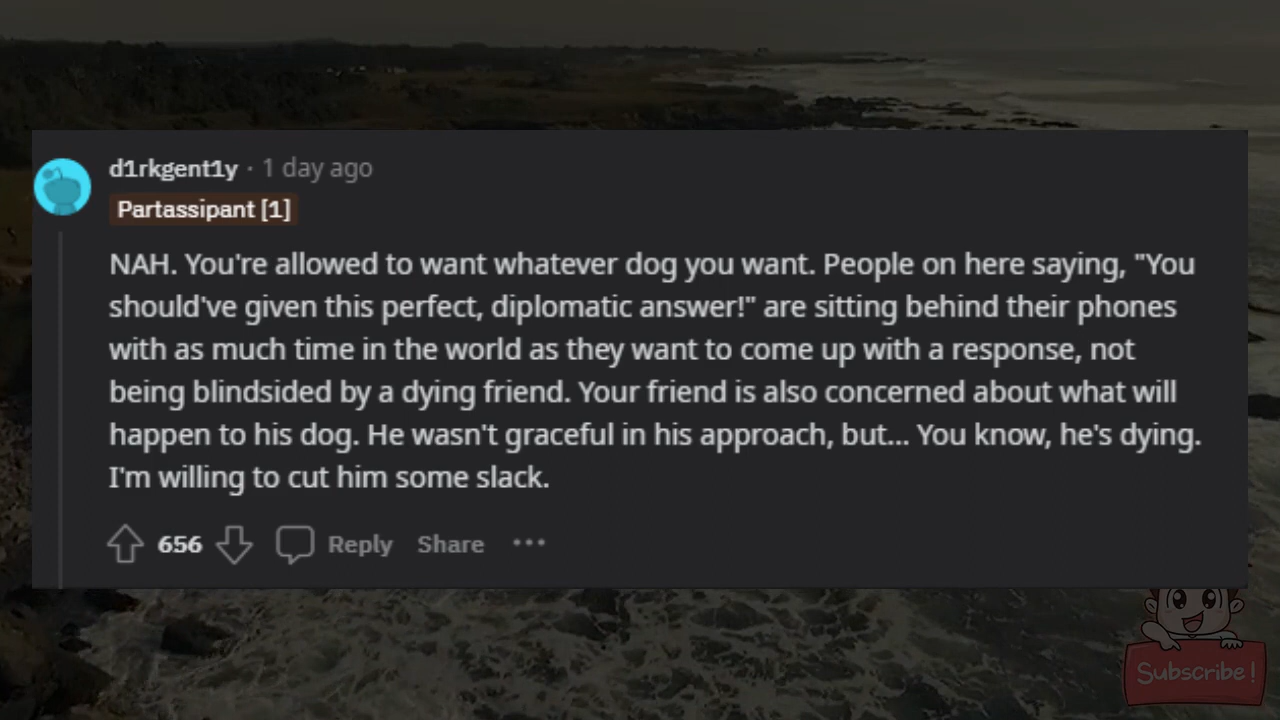 d1rkgent1y · 1 day ago
Partassipant [1]
NAH. You're allowed to want whatever dog you want. People on here saying, "You
should've given this perfect, diplomatic answer!" are sitting behind their phones
with as much time in the world as they want to come up with a response, not
being blindsided by a dying friend. Your friend is also concerned about what will
happen to his dog. He wasn't graceful in his approach, but... You know, he's dying.
I'm willing to cut him some slack.
656 Reply Share ···
Subscribe!